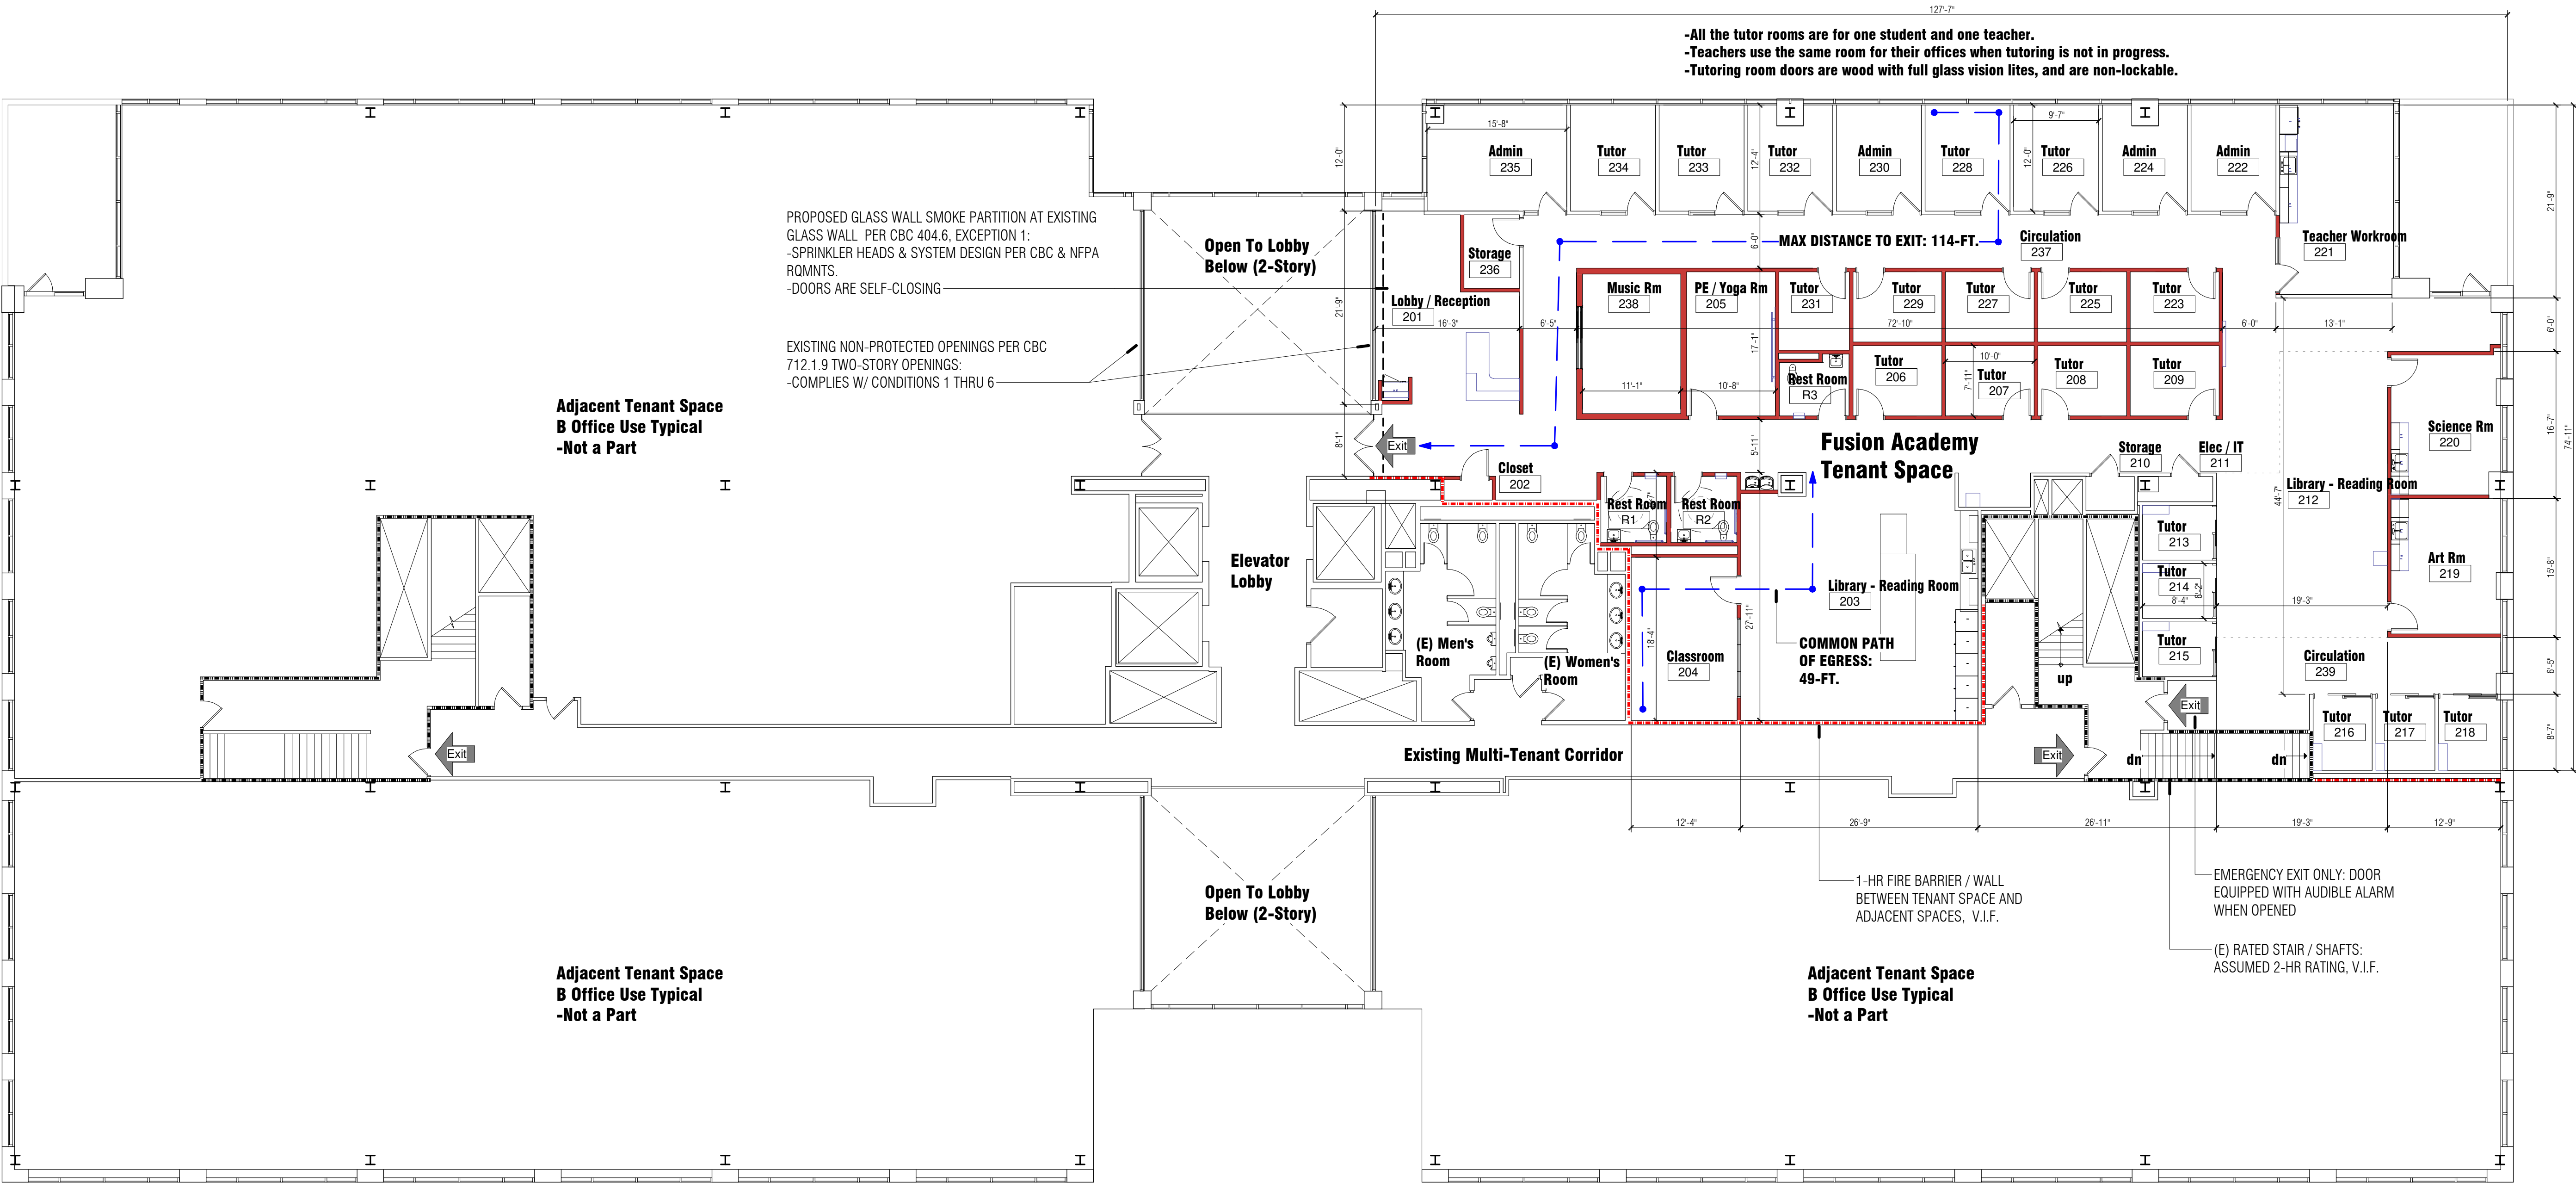 127'-7"
-All the tutor rooms are for one student and one teacher.
-Teachers use the same room for their offices when tutoring is not in progress.
-Tutoring room doors are wood with full glass vision lites, and are non-lockable.
15'-8"
9'-7"
12'-0"
12'-4"
12'-0"
Admin
235
Tutor
234
Tutor
233
Tutor
232
Admin
230
Tutor
228
Tutor
226
Admin
224
Admin
222
21'-9"
PROPOSED GLASS WALL SMOKE PARTITION AT EXISTING
GLASS WALL PER CBC 404.6, EXCEPTION 1:
-SPRINKLER HEADS & SYSTEM DESIGN PER CBC & NFPA
RQMNTS.
-DOORS ARE SELF-CLOSING
Open To Lobby
Below (2-Story)
Storage
236
6'-0"
MAX DISTANCE TO EXIT: 114-FT.
Circulation
237
Teacher Workroom
221
Lobby / Reception
201
21'-9"
Music Rm
238
PE / Yoga Rm
205
Tutor
231
Tutor
229
Tutor
227
Tutor
225
Tutor
223
16'-3"
6'-5"
72'-10"
6'-0"
13'-1"
6'-0"
EXISTING NON-PROTECTED OPENINGS PER CBC
712.1.9 TWO-STORY OPENINGS:
-COMPLIES W/ CONDITIONS 1 THRU 6
17'-1"
11'-1"
10'-8"
Rest Room
R3
Tutor
206
10'-0"
7'-11"
Tutor
207
Tutor
208
Tutor
209
Adjacent Tenant Space
B Office Use Typical
-Not a Part
8'-1"
Exit
5'-11"
Fusion Academy
Tenant Space
Storage
210
Elec / IT
211
Science Rm
220
16'-7"
74'-11"
Closet
202
Library - Reading Room
212
44'-7"
Rest Room
R1
Rest Room
R2
Tutor
213
Elevator
Lobby
Library - Reading Room
203
Tutor
214
6'-2"
8'-4"
19'-3"
Art Rm
219
15'-8"
(E) Men's
Room
(E) Women's
Room
18'-4"
27'-11"
Classroom
204
COMMON PATH
OF EGRESS:
49-FT.
up
Tutor
215
Circulation
239
6'-5"
Exit
Exit
Existing Multi-Tenant Corridor
Exit
dn
dn
Tutor
216
Tutor
217
Tutor
218
8'-7"
12'-4"
26'-9"
26'-11"
19'-3"
12'-9"
Open To Lobby
Below (2-Story)
1-HR FIRE BARRIER / WALL
BETWEEN TENANT SPACE AND
ADJACENT SPACES, V.I.F.
EMERGENCY EXIT ONLY: DOOR
EQUIPPED WITH AUDIBLE ALARM
WHEN OPENED
(E) RATED STAIR / SHAFTS:
ASSUMED 2-HR RATING, V.I.F.
Adjacent Tenant Space
B Office Use Typical
-Not a Part
Adjacent Tenant Space
B Office Use Typical
-Not a Part